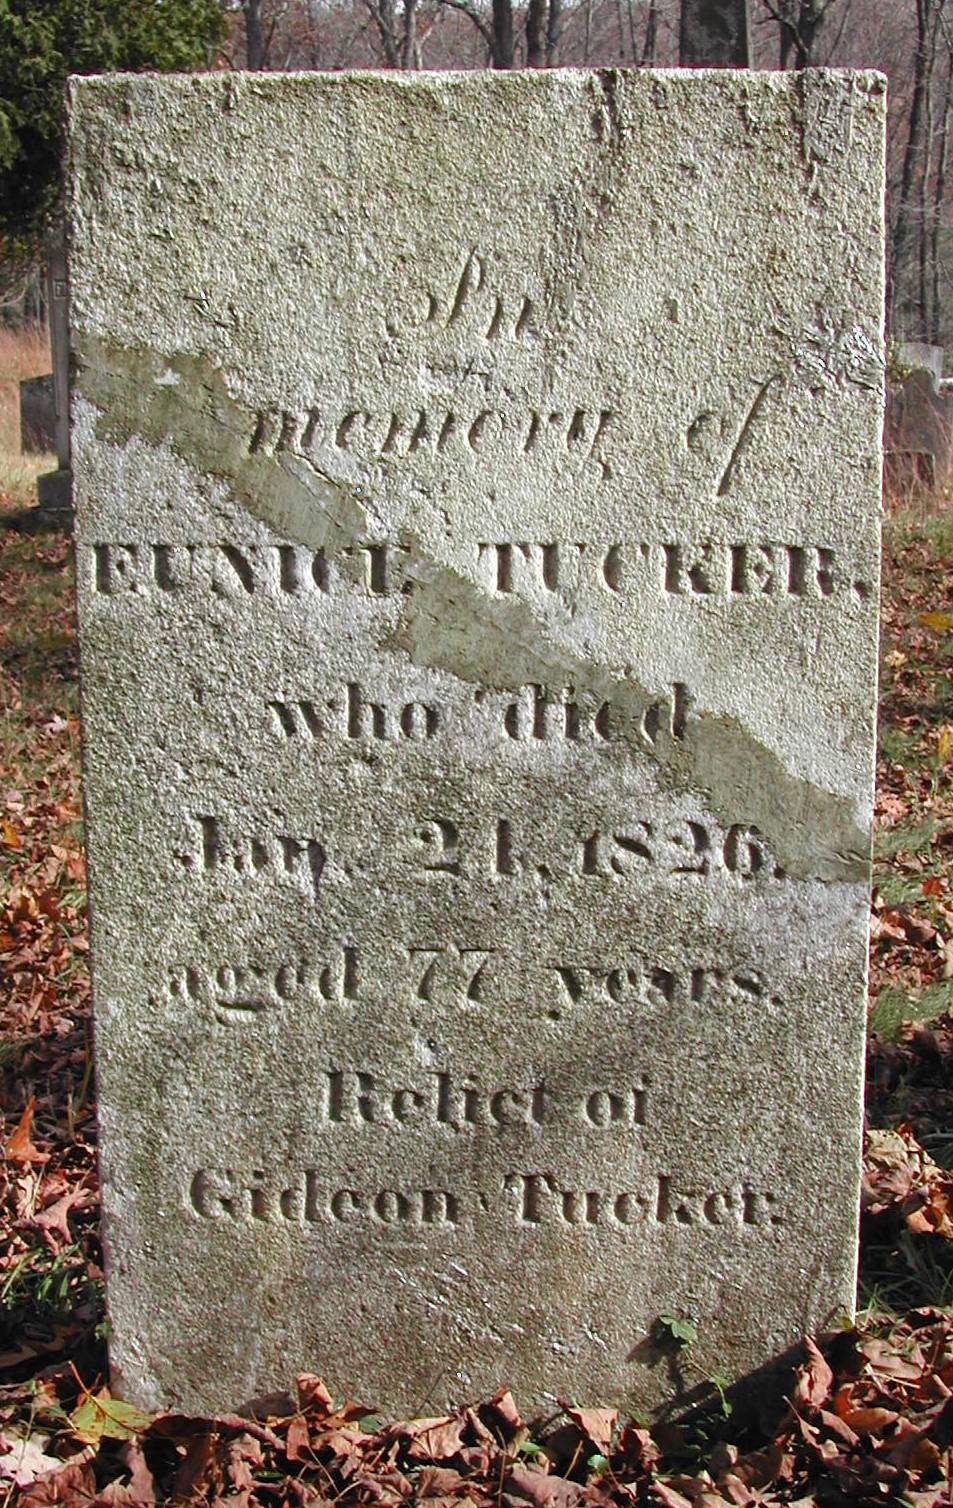 In
memory of
EUNICE TUCKER,
who died
Jan. 24, 1826.
aged 77 years.
Relict of
Gideon Tucker.